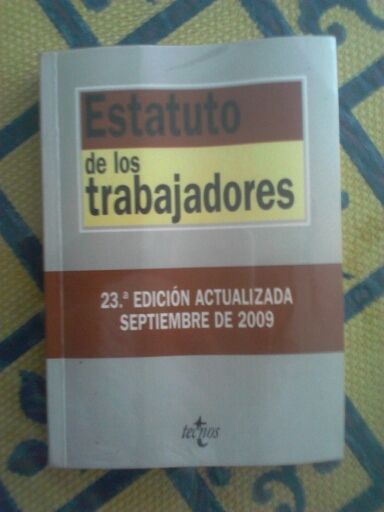 Estatuto
de los
trabajadores
23.ª EDICIÓN ACTUALIZADA
SEPTIEMBRE DE 2009
tecnos